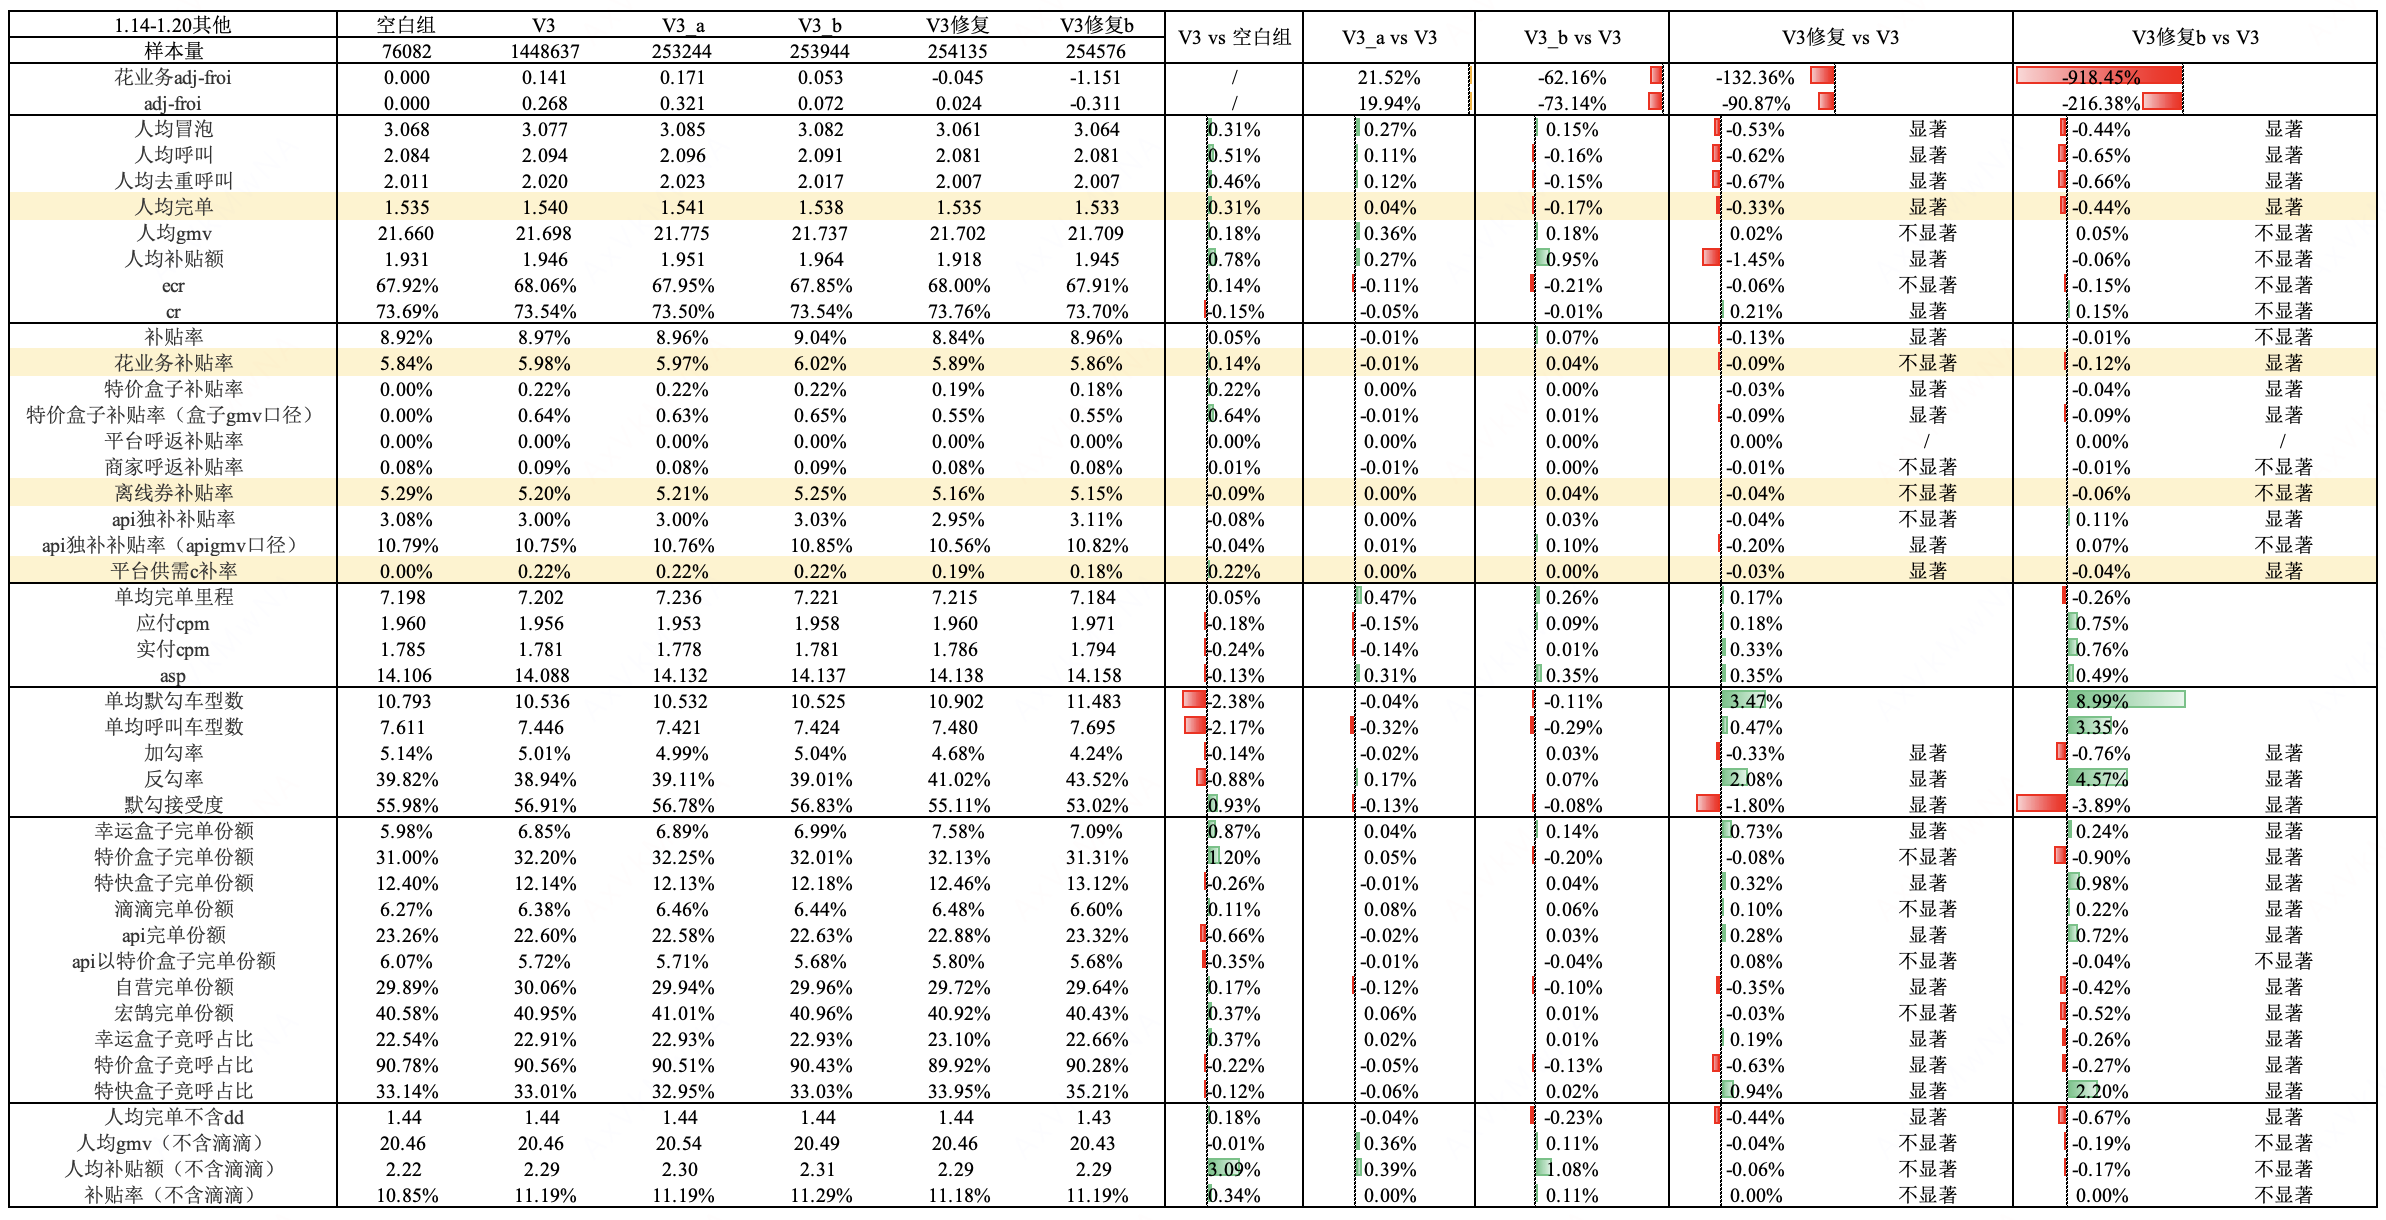 1.14-1.20其他 空白组 V3 V3_a V3_b V3修复 V3修复b V3 vs 空白组 V3_a vs V3 V3_b vs V3 V3修复 vs V3 V3修复b vs V3
样本量 76082 1448637 253244 253944 254135 254576
花业务adj-froi 0.000 0.141 0.171 0.053 -0.045 -1.151 / 21.52% -62.16% -132.36% -918.45%
adj-froi 0.000 0.268 0.321 0.072 0.024 -0.311 / 19.94% -73.14% -90.87% -216.38%
人均冒泡 3.068 3.077 3.085 3.082 3.061 3.064 0.31% 0.27% 0.15% -0.53% 显著 -0.44% 显著
人均呼叫 2.084 2.094 2.096 2.091 2.081 2.081 0.51% 0.11% -0.16% -0.62% 显著 -0.65% 显著
人均去重呼叫 2.011 2.020 2.023 2.017 2.007 2.007 0.46% 0.12% -0.15% -0.67% 显著 -0.66% 显著
人均完单 1.535 1.540 1.541 1.538 1.535 1.533 0.31% 0.04% -0.17% -0.33% 显著 -0.44% 显著
人均gmv 21.660 21.698 21.775 21.737 21.702 21.709 0.18% 0.36% 0.18% 0.02% 不显著 0.05% 不显著
人均补贴额 1.931 1.946 1.951 1.964 1.918 1.945 0.78% 0.27% 0.95% -1.45% 显著 -0.06% 不显著
ecr 67.92% 68.06% 67.95% 67.85% 68.00% 67.91% 0.14% -0.11% -0.21% -0.06% 不显著 -0.15% 不显著
cr 73.69% 73.54% 73.50% 73.54% 73.76% 73.70% -0.15% -0.05% -0.01% 0.21% 显著 0.15% 不显著
补贴率 8.92% 8.97% 8.96% 9.04% 8.84% 8.96% 0.05% -0.01% 0.07% -0.13% 显著 -0.01% 不显著
花业务补贴率 5.84% 5.98% 5.97% 6.02% 5.89% 5.86% 0.14% -0.01% 0.04% -0.09% 不显著 -0.12% 显著
特价盒子补贴率 0.00% 0.22% 0.22% 0.22% 0.19% 0.18% 0.22% 0.00% 0.00% -0.03% 显著 -0.04% 显著
特价盒子补贴率（盒子gmv口径） 0.00% 0.64% 0.63% 0.65% 0.55% 0.55% 0.64% -0.01% 0.01% -0.09% 显著 -0.09% 显著
平台呼返补贴率 0.00% 0.00% 0.00% 0.00% 0.00% 0.00% 0.00% 0.00% 0.00% 0.00% / 0.00% /
商家呼返补贴率 0.08% 0.09% 0.08% 0.09% 0.08% 0.08% 0.01% -0.01% 0.00% -0.01% 不显著 -0.01% 不显著
离线券补贴率 5.29% 5.20% 5.21% 5.25% 5.16% 5.15% -0.09% 0.00% 0.04% -0.04% 不显著 -0.06% 不显著
api独补补贴率 3.08% 3.00% 3.00% 3.03% 2.95% 3.11% -0.08% 0.00% 0.03% -0.04% 不显著 0.11% 显著
api独补补贴率（apigmv口径） 10.79% 10.75% 10.76% 10.85% 10.56% 10.82% -0.04% 0.01% 0.10% -0.20% 显著 0.07% 不显著
平台供需c补率 0.00% 0.22% 0.22% 0.22% 0.19% 0.18% 0.22% 0.00% 0.00% -0.03% 显著 -0.04% 显著
单均完单里程 7.198 7.202 7.236 7.221 7.215 7.184 0.05% 0.47% 0.26% 0.17% -0.26%
应付cpm 1.960 1.956 1.953 1.958 1.960 1.971 -0.18% -0.15% 0.09% 0.18% 0.75%
实付cpm 1.785 1.781 1.778 1.781 1.786 1.794 -0.24% -0.14% 0.01% 0.33% 0.76%
asp 14.106 14.088 14.132 14.137 14.138 14.158 -0.13% 0.31% 0.35% 0.35% 0.49%
单均默勾车型数 10.793 10.536 10.532 10.525 10.902 11.483 -2.38% -0.04% -0.11% 3.47% 8.99%
单均呼叫车型数 7.611 7.446 7.421 7.424 7.480 7.695 -2.17% -0.32% -0.29% 0.47% 3.35%
加勾率 5.14% 5.01% 4.99% 5.04% 4.68% 4.24% -0.14% -0.02% 0.03% -0.33% 显著 -0.76% 显著
反勾率 39.82% 38.94% 39.11% 39.01% 41.02% 43.52% -0.88% 0.17% 0.07% 2.08% 显著 4.57% 显著
默勾接受度 55.98% 56.91% 56.78% 56.83% 55.11% 53.02% 0.93% -0.13% -0.08% -1.80% 显著 -3.89% 显著
幸运盒子完单份额 5.98% 6.85% 6.89% 6.99% 7.58% 7.09% 0.87% 0.04% 0.14% 0.73% 显著 0.24% 显著
特价盒子完单份额 31.00% 32.20% 32.25% 32.01% 32.13% 31.31% 1.20% 0.05% -0.20% -0.08% 不显著 -0.90% 显著
特快盒子完单份额 12.40% 12.14% 12.13% 12.18% 12.46% 13.12% -0.26% -0.01% 0.04% 0.32% 显著 0.98% 显著
滴滴完单份额 6.27% 6.38% 6.46% 6.44% 6.48% 6.60% 0.11% 0.08% 0.06% 0.10% 不显著 0.22% 显著
api完单份额 23.26% 22.60% 22.58% 22.63% 22.88% 23.32% -0.66% -0.02% 0.03% 0.28% 显著 0.72% 显著
api以特价盒子完单份额 6.07% 5.72% 5.71% 5.68% 5.80% 5.68% -0.35% -0.01% -0.04% 0.08% 不显著 -0.04% 不显著
自营完单份额 29.89% 30.06% 29.94% 29.96% 29.72% 29.64% 0.17% -0.12% -0.10% -0.35% 显著 -0.42% 显著
宏鹄完单份额 40.58% 40.95% 41.01% 40.96% 40.92% 40.43% 0.37% 0.06% 0.01% -0.03% 不显著 -0.52% 显著
幸运盒子竞呼占比 22.54% 22.91% 22.93% 22.93% 23.10% 22.66% 0.37% 0.02% 0.01% 0.19% 显著 -0.26% 显著
特价盒子竞呼占比 90.78% 90.56% 90.51% 90.43% 89.92% 90.28% -0.22% -0.05% -0.13% -0.63% 显著 -0.27% 显著
特快盒子竞呼占比 33.14% 33.01% 32.95% 33.03% 33.95% 35.21% -0.12% -0.06% 0.02% 0.94% 显著 2.20% 显著
人均完单不含dd 1.44 1.44 1.44 1.44 1.44 1.43 0.18% -0.04% -0.23% -0.44% 显著 -0.67% 显著
人均gmv（不含滴滴） 20.46 20.46 20.54 20.49 20.46 20.43 -0.01% 0.36% 0.11% -0.04% 不显著 -0.19% 不显著
人均补贴额（不含滴滴） 2.22 2.29 2.30 2.31 2.29 2.29 3.09% 0.39% 1.08% -0.06% 不显著 -0.17% 不显著
补贴率（不含滴滴） 10.85% 11.19% 11.19% 11.29% 11.18% 11.19% 0.34% 0.00% 0.11% 0.00% 不显著 0.00% 不显著